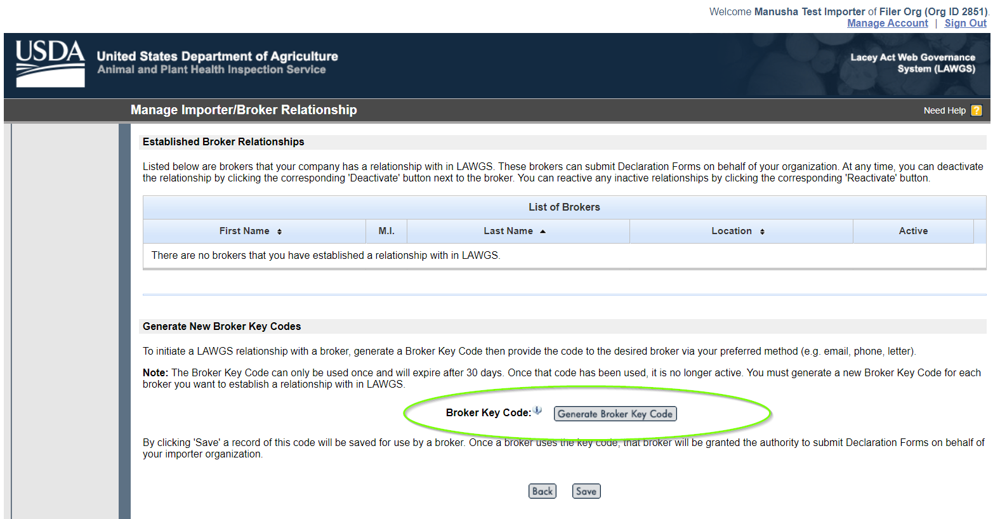 Welcome Manusha Test Importer of Filer Org (Org ID 2851).
Manage Account | Sign Out
USDA
United States Department of Agriculture
Animal and Plant Health Inspection Service
Lacey Act Web Governance
System (LAWGS)
Manage Importer/Broker Relationship
Need Help ?
Established Broker Relationships
Listed below are brokers that your company has a relationship with in LAWGS. These brokers can submit Declaration Forms on behalf of your organization. At any time, you can deactivate
the relationship by clicking the corresponding 'Deactivate' button next to the broker. You can reactive any inactive relationships by clicking the corresponding 'Reactivate' button.
List of Brokers
First Name M.I. Last Name Location Active
There are no brokers that you have established a relationship with in LAWGS.
Generate New Broker Key Codes
To initiate a LAWGS relationship with a broker, generate a Broker Key Code then provide the code to the desired broker via your preferred method (e.g. email, phone, letter).
Note: The Broker Key Code can only be used once and will expire after 30 days. Once that code has been used, it is no longer active. You must generate a new Broker Key Code for each
broker you want to establish a relationship with in LAWGS.
Broker Key Code: Generate Broker Key Code
By clicking 'Save' a record of this code will be saved for use by a broker. Once a broker uses the key code, that broker will be granted the authority to submit Declaration Forms on behalf of
your importer organization.
Back Save